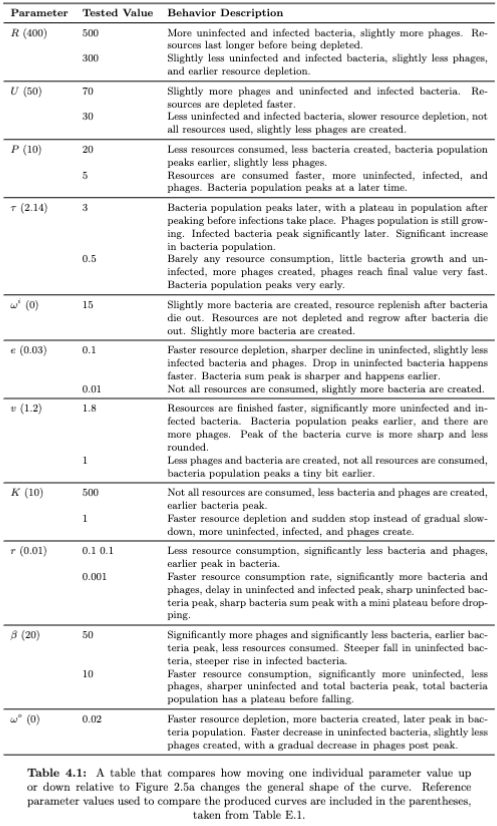 Parameter Tested Value Behavior Description
R (400) 500 More uninfected and infected bacteria, slightly more phages. Re-
sources last longer before being depleted.
300 Slightly less uninfected and infected bacteria, slightly less phages,
and earlier resource depletion.
U (50) 70 Slightly more phages and uninfected and infected bacteria. Re-
sources are depleted faster.
30 Less uninfected and infected bacteria, slower resource depletion, not
all resources used, slightly less phages are created.
P (10) 20 Less resources consumed, less bacteria created, bacteria population
peaks earlier, slightly less phages.
5 Resources are consumed faster, more uninfected, infected, and
phages. Bacteria population peaks at a later time.
τ (2.14) 3 Bacteria population peaks later, with a plateau in population after
peaking before infections take place. Phages population is still grow-
ing. Infected bacteria peak significantly later. Significant increase
in bacteria population.
0.5 Barely any resource consumption, little bacteria growth and un-
infected, more phages created, phages reach final value very fast.
Bacteria population peaks very early.
ωⁱ (0) 15 Slightly more bacteria are created, resource replenish after bacteria
die out. Resources are not depleted and regrow after bacteria die
out. Slightly more bacteria are created.
e (0.03) 0.1 Faster resource depletion, sharper decline in uninfected, slightly less
infected bacteria and phages. Drop in uninfected bacteria happens
faster. Bacteria sum peak is sharper and happens earlier.
0.01 Not all resources are consumed, slightly more bacteria are created.
v (1.2) 1.8 Resources are finished faster, significantly more uninfected and in-
fected bacteria. Bacteria population peaks earlier, and there are
more phages. Peak of the bacteria curve is more sharp and less
rounded.
1 Less phages and bacteria are created, not all resources are consumed,
bacteria population peaks a tiny bit earlier.
K (10) 500 Not all resources are consumed, less bacteria and phages are created,
earlier bacteria peak.
1 Faster resource depletion and sudden stop instead of gradual slow-
down, more uninfected, infected, and phages create.
r (0.01) 0.1 0.1 Less resource consumption, significantly less bacteria and phages,
earlier peak in bacteria.
0.001 Faster resource consumption rate, significantly more bacteria and
phages, delay in uninfected and infected peak, sharp uninfected bac-
teria peak, sharp bacteria sum peak with a mini plateau before drop-
ping.
β (20) 50 Significantly more phages and significantly less bacteria, earlier bac-
teria peak, less resources consumed. Steeper fall in uninfected bac-
teria, steeper rise in infected bacteria.
10 Faster resource consumption, significantly more uninfected, less
phages, sharper uninfected and total bacteria peak, total bacteria
population has a plateau before falling.
ωᵒ (0) 0.02 Faster resource depletion, more bacteria created, later peak in bac-
teria population. Faster decrease in uninfected bacteria, slightly less
phages created, with a gradual decrease in phages post peak.
Table 4.1: A table that compares how moving one individual parameter value up
or down relative to Figure 2.5a changes the general shape of the curve. Reference
parameter values used to compare the produced curves are included in the parentheses,
taken from Table E.1.